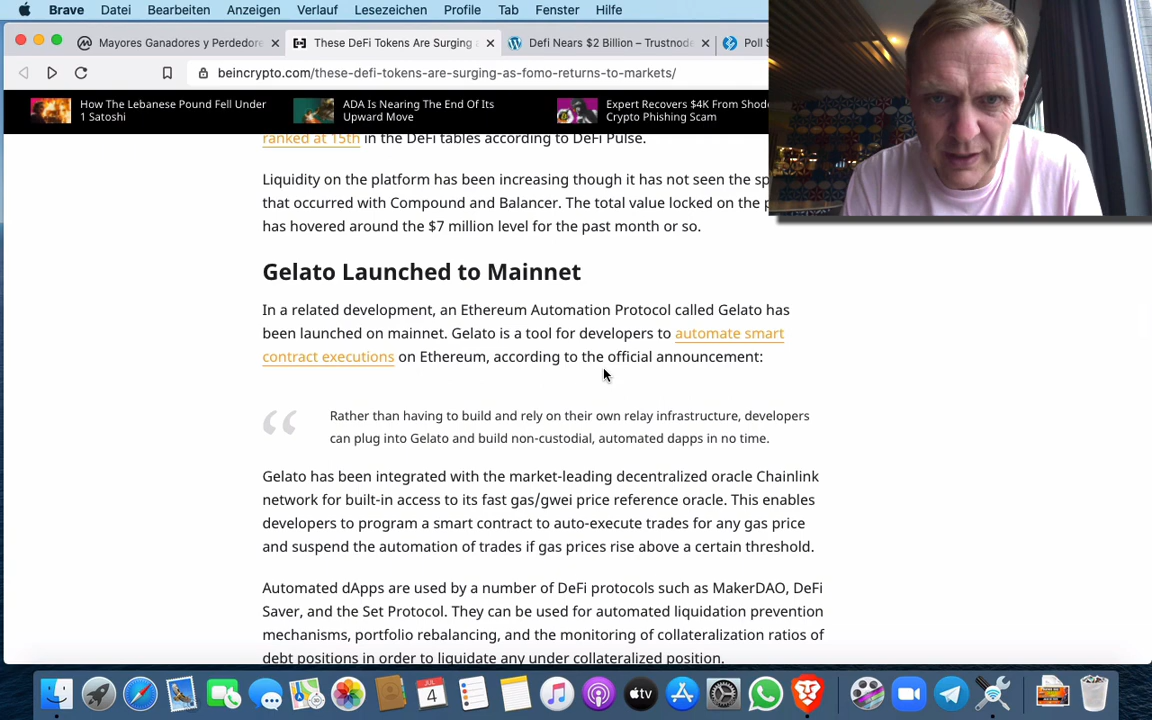 Brave Datei Bearbeiten Anzeigen Verlauf Lesezeichen Profile Tab Fenster Hilfe
Mayores Ganadores y Perdedore
These DeFi Tokens Are Surging
Defi Nears $2 Billion – Trustnode
Poll S
beincrypto.com/these-defi-tokens-are-surging-as-fomo-returns-to-markets/
How The Lebanese Pound Fell Under
1 Satoshi
ADA Is Nearing The End Of Its
Upward Move
Expert Recovers $4K From Shod
Crypto Phishing Scam
ranked at 15th in the DeFi tables according to DeFi Pulse.
Liquidity on the platform has been increasing though it has not seen the sp
that occurred with Compound and Balancer. The total value locked on the p
has hovered around the $7 million level for the past month or so.
Gelato Launched to Mainnet
In a related development, an Ethereum Automation Protocol called Gelato has
been launched on mainnet. Gelato is a tool for developers to automate smart
contract executions on Ethereum, according to the official announcement:
“
Rather than having to build and rely on their own relay infrastructure, developers
can plug into Gelato and build non-custodial, automated dapps in no time.
Gelato has been integrated with the market-leading decentralized oracle Chainlink
network for built-in access to its fast gas/gwei price reference oracle. This enables
developers to program a smart contract to auto-execute trades for any gas price
and suspend the automation of trades if gas prices rise above a certain threshold.
Automated dApps are used by a number of DeFi protocols such as MakerDAO, DeFi
Saver, and the Set Protocol. They can be used for automated liquidation prevention
mechanisms, portfolio rebalancing, and the monitoring of collateralization ratios of
debt positions in order to liquidate any under collateralized position.
4
tv